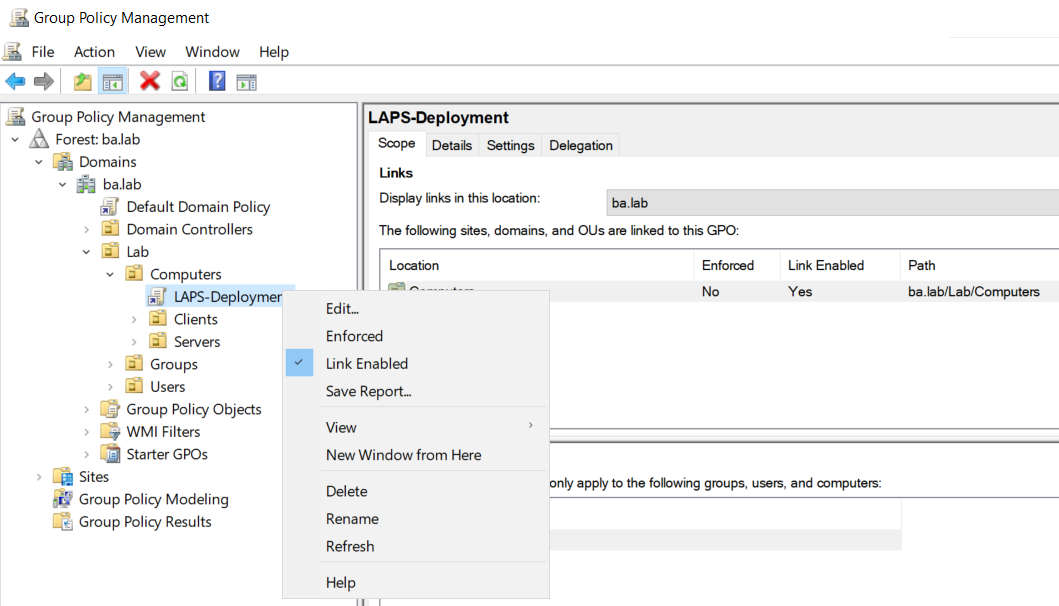 Group Policy Management
File Action View Window Help
Group Policy Management
Forest: ba.lab
Domains
ba.lab
Default Domain Policy
Domain Controllers
Lab
Computers
LAPS-Deploymen
Clients
Servers
Groups
Users
Group Policy Objects
WMI Filters
Starter GPOs
Sites
Group Policy Modeling
Group Policy Results
LAPS-Deployment
Scope Details Settings Delegation
Links
Display links in this location: ba.lab
The following sites, domains, and OUs are linked to this GPO:
Location Enforced Link Enabled Path
Computers No Yes ba.lab/Lab/Computers
only apply to the following groups, users, and computers:
Edit...
Enforced
Link Enabled
Save Report...
View
New Window from Here
Delete
Rename
Refresh
Help